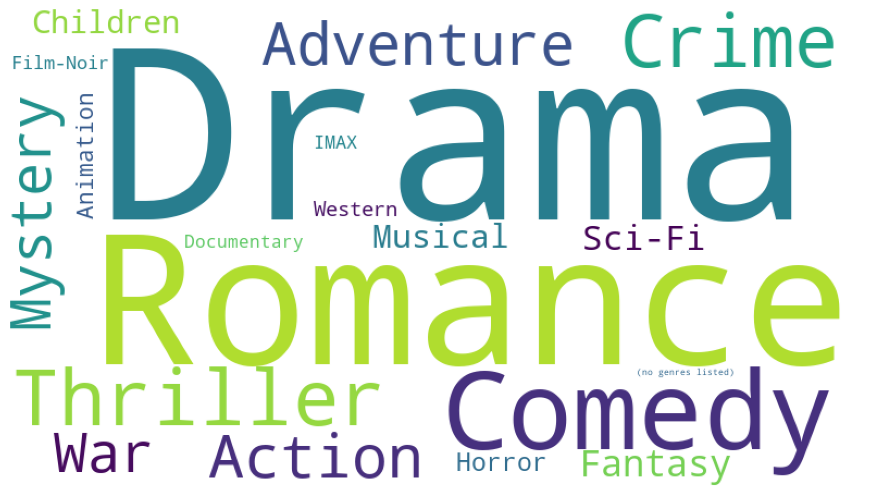 Children
Adventure
Crime
Film-Noir
Drama
Mystery
Animation
IMAX
Western
Documentary
Musical
Sci-Fi
Romance
Thriller
Comedy
(no genres listed)
War
Action
Horror
Fantasy